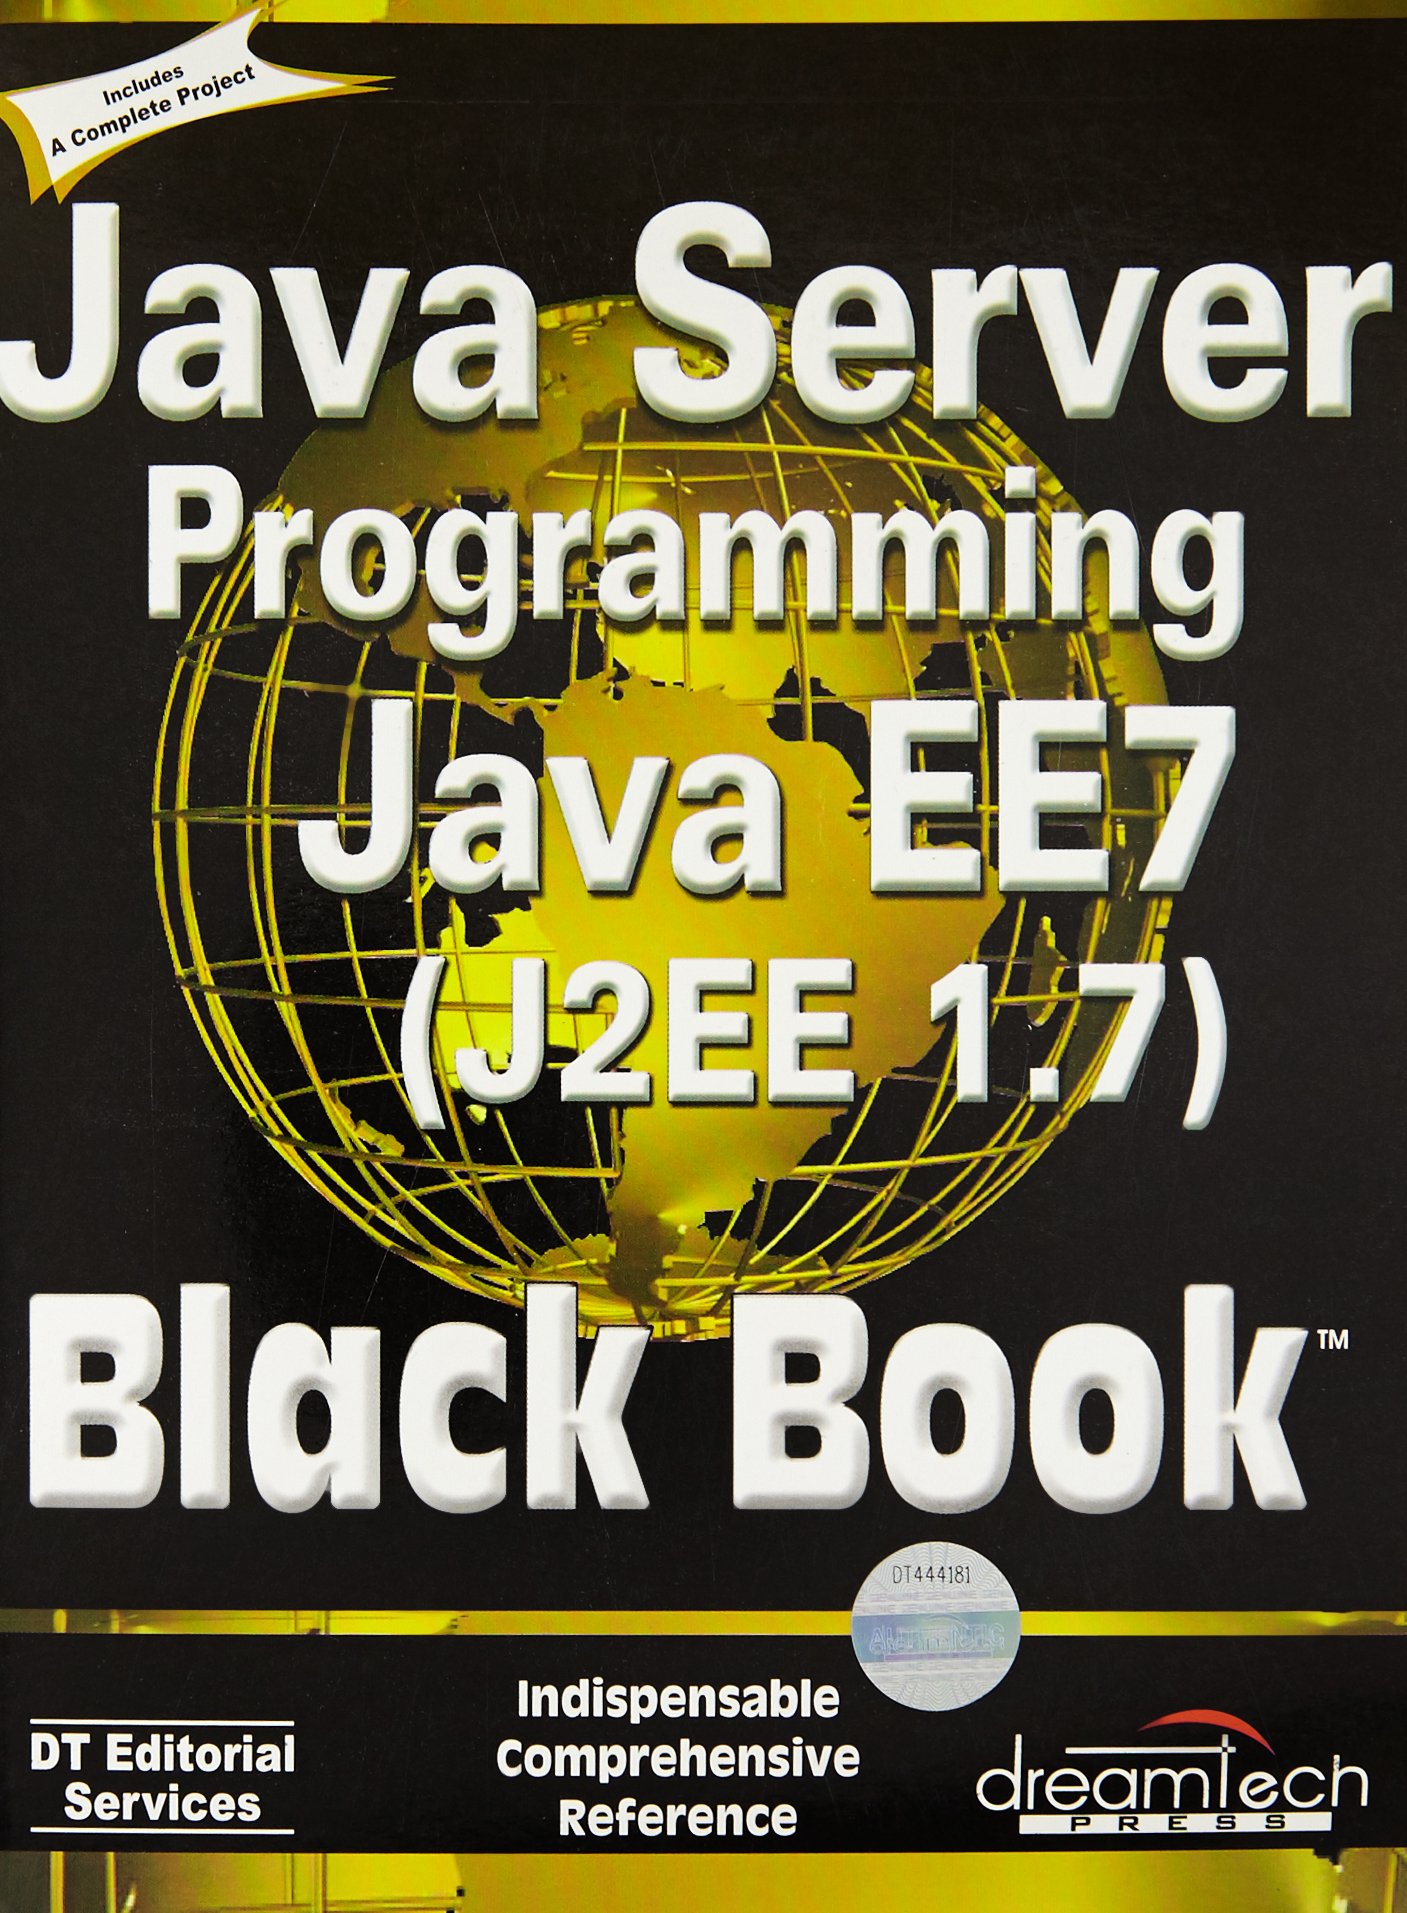 Includes
A Complete Project
Java Server
Programming
Java EE7
(J2EE 1.7)
Black Book™
DT444181
AUTHENTIC
DT Editorial
Services
Indispensable
Comprehensive
Reference
dreamtech
PRESS